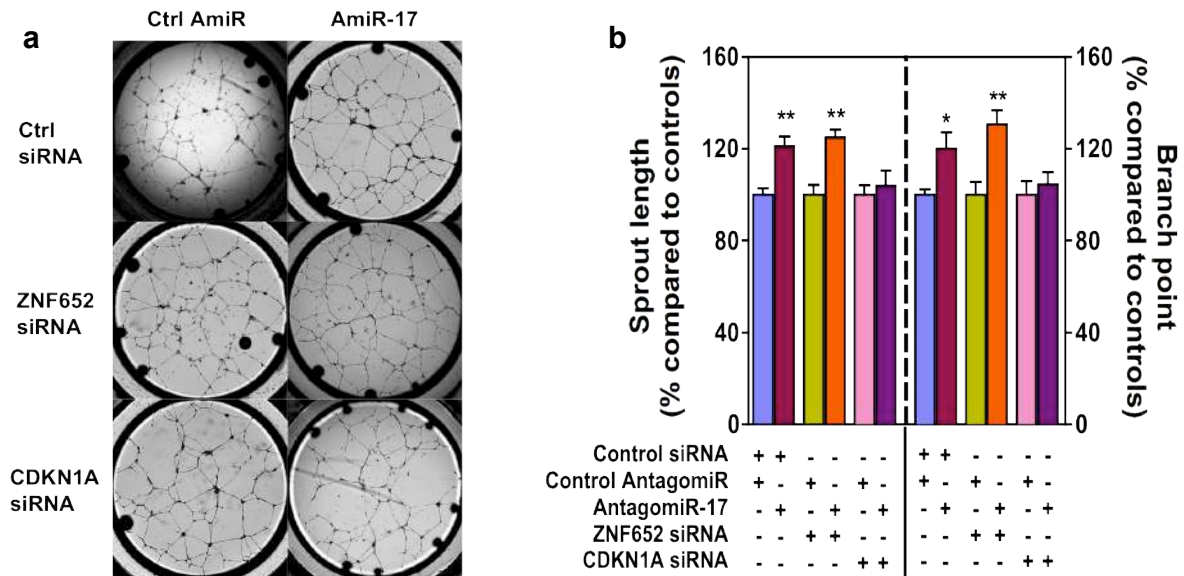 a
Ctrl AmiR AmiR-17
Ctrl
siRNA
ZNF652
siRNA
CDKN1A
siRNA
b
Sprout length
(% compared to controls)
160
120
80
40
0
** ** * **
160
120
80
40
0
Branch point
(% compared to controls)
Control siRNA + + - - - - + + - - - -
Control AntagomiR + - + - + - + - + - + -
AntagomiR-17 - + - + - + - + - + - +
ZNF652 siRNA - - + + - - - - + + - -
CDKN1A siRNA - - - - + + - - - - + +